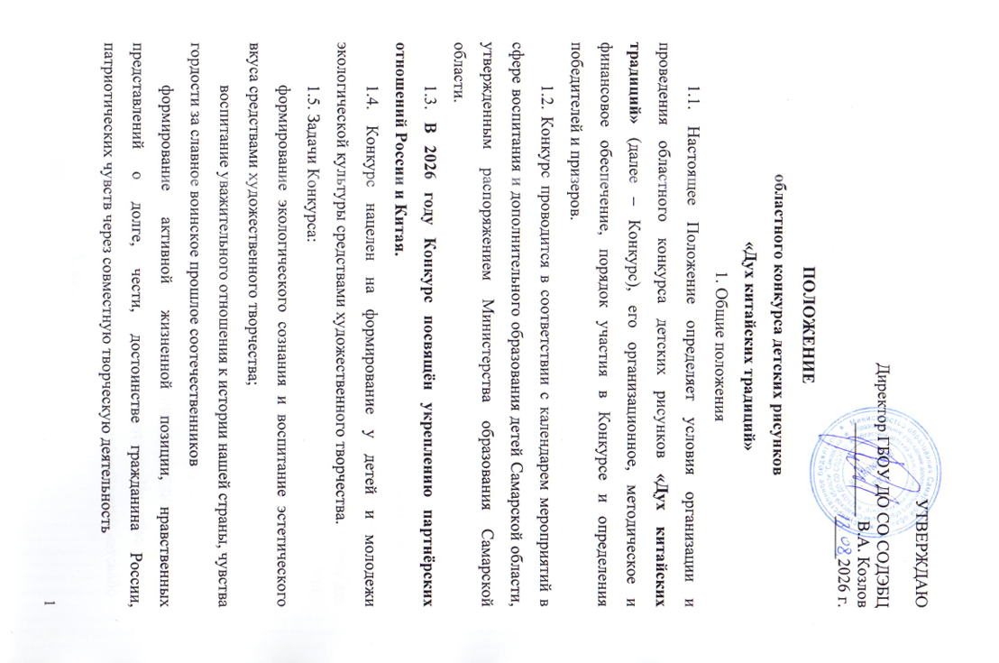 УТВЕРЖДАЮ
Директор ГБОУ ДО СО СОДЭБЦ
В.А. Козлов
08 2026 г.
ПОЛОЖЕНИЕ
областного конкурса детских рисунков
«Дух китайских традиций»
1. Общие положения
1.1. Настоящее Положение определяет условия организации и
проведения областного конкурса детских рисунков «Дух китайских
традиций» (далее – Конкурс), его организационное, методическое и
финансовое обеспечение, порядок участия в Конкурсе и определения
победителей и призеров.
1.2. Конкурс проводится в соответствии с календарем мероприятий в
сфере воспитания и дополнительного образования детей Самарской области,
утвержденным распоряжением Министерства образования Самарской
области.
1.3. В 2026 году Конкурс посвящён укреплению партнёрских
отношений России и Китая.
1.4. Конкурс нацелен на формирование у детей и молодежи
экологической культуры средствами художественного творчества.
1.5. Задачи Конкурса:
формирование экологического сознания и воспитание эстетического
вкуса средствами художественного творчества;
воспитание уважительного отношения к истории нашей страны, чувства
гордости за славное воинское прошлое соотечественников
формирование активной жизненной позиции, нравственных
представлений о долге, чести, достоинстве гражданина России,
патриотических чувств через совместную творческую деятельность
1